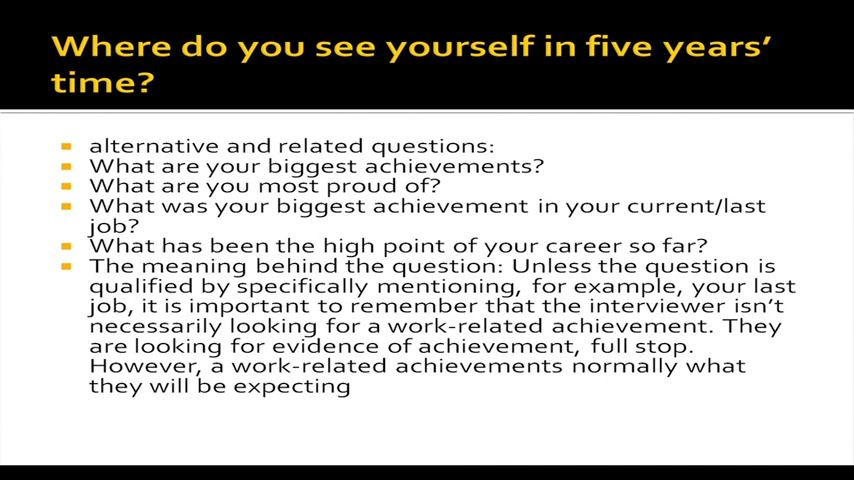 Where do you see yourself in five years’
time?
alternative and related questions:
What are your biggest achievements?
What are you most proud of?
What was your biggest achievement in your current/last
job?
What has been the high point of your career so far?
The meaning behind the question: Unless the question is
qualified by specifically mentioning, for example, your last
job, it is important to remember that the interviewer isn’t
necessarily looking for a work-related achievement. They
are looking for evidence of achievement, full stop.
However, a work-related achievements normally what
they will be expecting